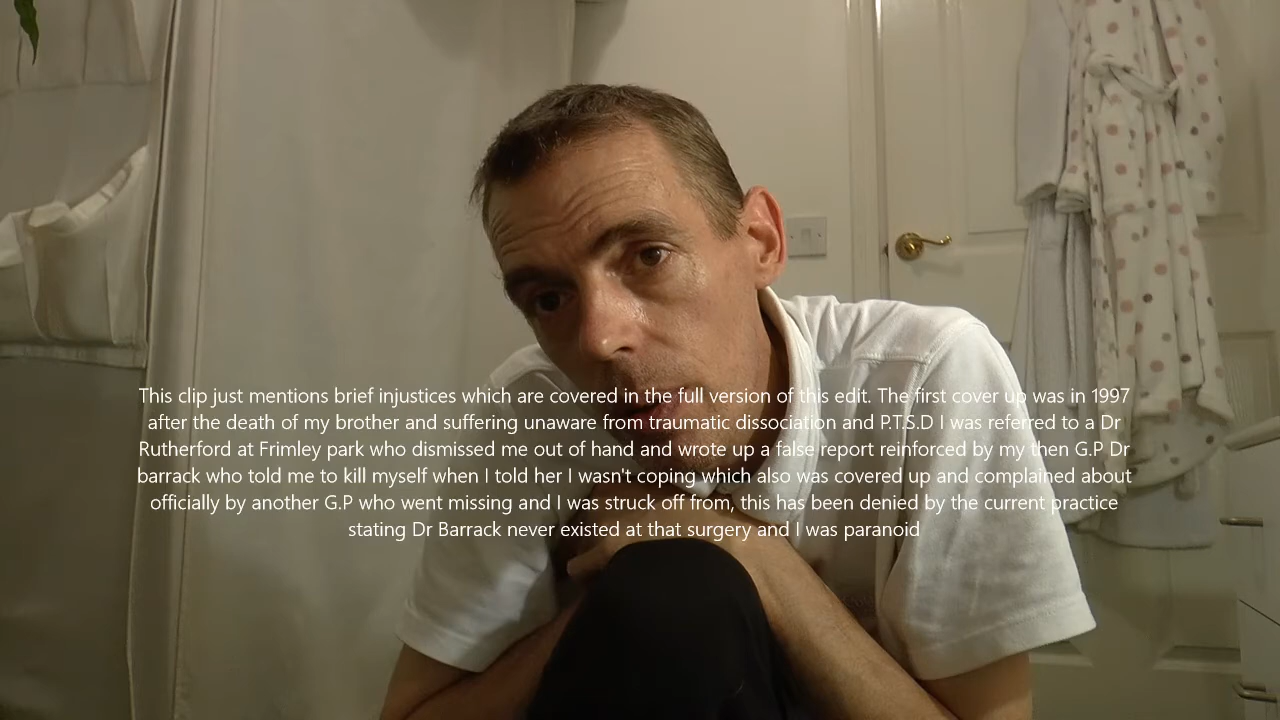 This clip just mentions brief injustices which are covered in the full version of this edit. The first cover up was in 1997
after the death of my brother and suffering unaware from traumatic dissociation and P.T.S.D I was referred to a Dr
Rutherford at Frimley park who dismissed me out of hand and wrote up a false report reinforced by my then G.P Dr
barrack who told me to kill myself when I told her I wasn't coping which also was covered up and complained about
officially by another G.P who went missing and I was struck off from, this has been denied by the current practice
stating Dr Barrack never existed at that surgery and I was paranoid